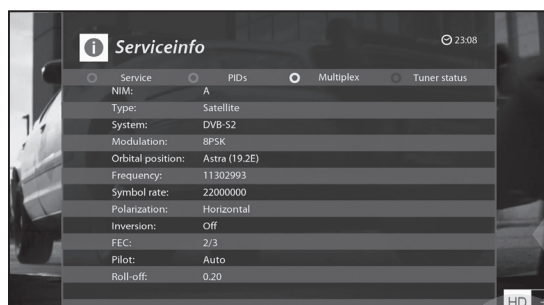 Serviceinfo
23:08
Service PIDs Multiplex Tuner status
NIM: A
Type: Satellite
System: DVB-S2
Modulation: 8PSK
Orbital position: Astra (19.2E)
Frequency: 11302993
Symbol rate: 22000000
Polarization: Horizontal
Inversion: Off
FEC: 2/3
Pilot: Auto
Roll-off: 0.20
HD